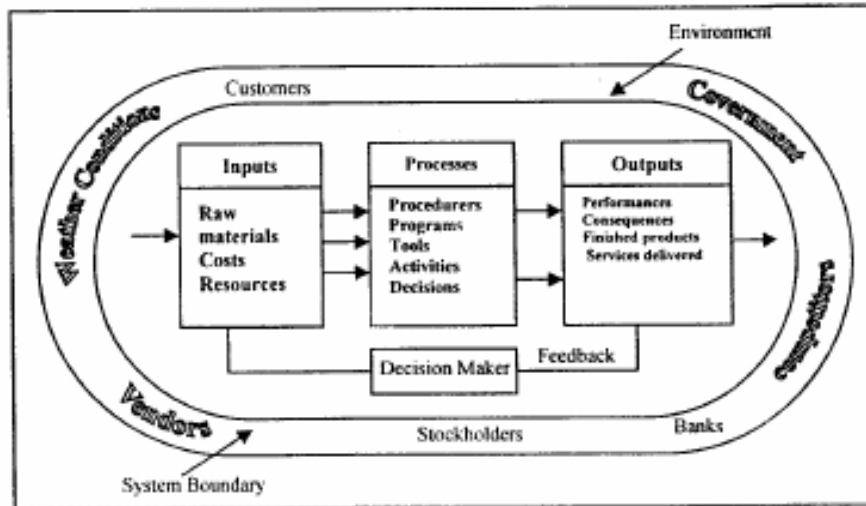 Environment
Customers
Government
Weather Conditions
Inputs
Raw
materials
Costs
Resources
Processes
Procedurers
Programs
Tools
Activities
Decisions
Outputs
Performances
Consequences
Finished products
Services delivered
Competitors
Decision Maker
Feedback
Vendors
Stockholders
Banks
System Boundary